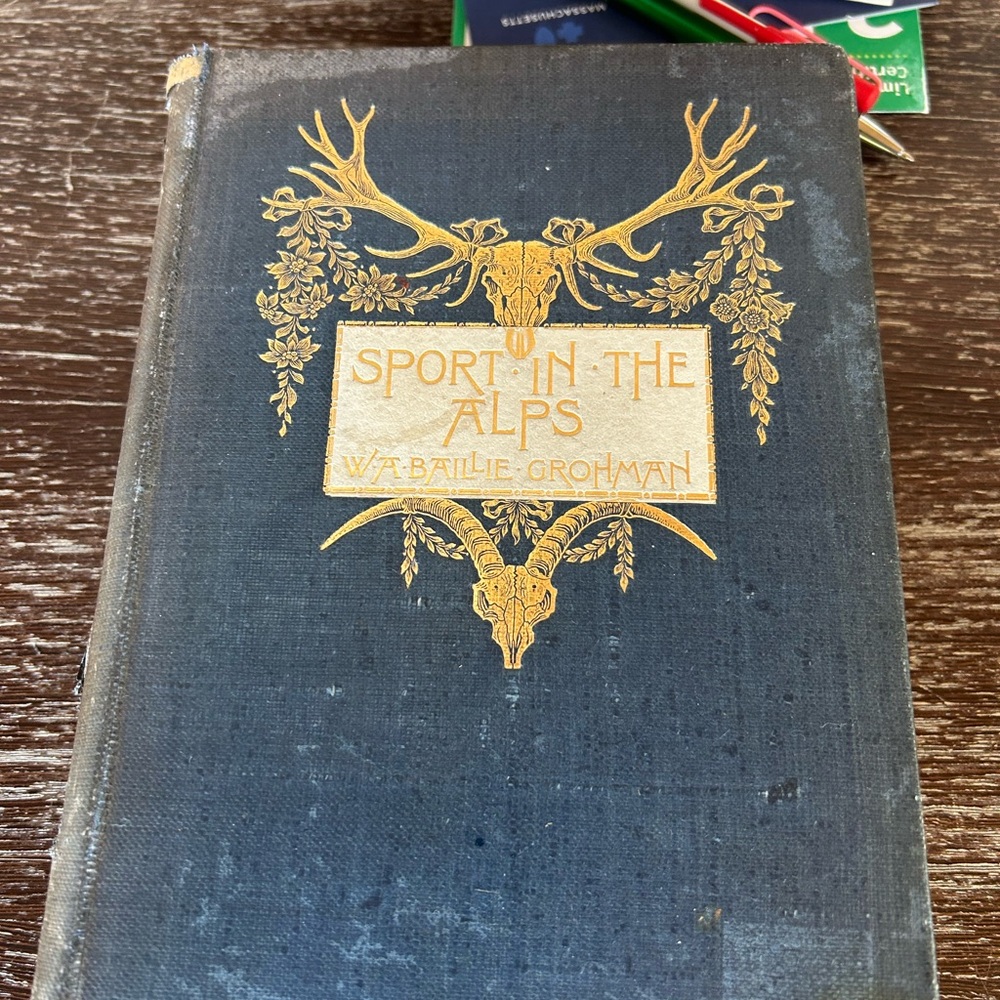 MASSACHUSETTS
SPORT · IN · THE
ALPS
W · A BAILLIE · GROHMAN